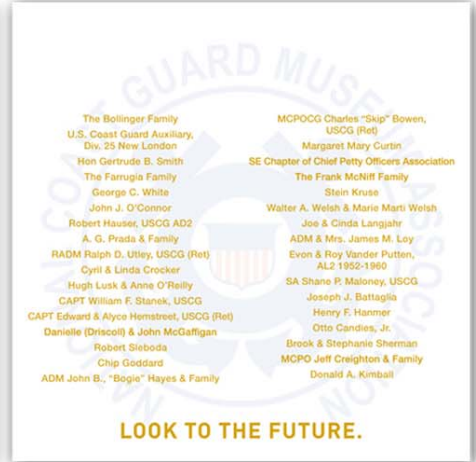 NATIONAL COAST GUARD MUSEUM ASSOCIATION
The Bollinger Family
U.S. Coast Guard Auxiliary,
Div. 25 New London
Hon Gertrude B. Smith
The Farrugia Family
George C. White
John J. O'Connor
Robert Hauser, USCG AD2
A. G. Prada & Family
RADM Ralph D. Utley, USCG (Ret)
Cyril & Linda Crocker
Hugh Lusk & Anne O'Reilly
CAPT William F. Stanek, USCG
CAPT Edward & Alyce Hemstreet, USCG (Ret)
Danielle (Driscoll) & John McGaffigan
Robert Sleboda
Chip Goddard
ADM John B., "Bogie" Hayes & Family
MCPOCG Charles "Skip" Bowen,
USCG (Ret)
Margaret Mary Curtin
SE Chapter of Chief Petty Officers Association
The Frank McNiff Family
Stein Kruse
Walter A. Welsh & Marie Marti Welsh
Joe & Cinda Langjahr
ADM & Mrs. James M. Loy
Evon & Roy Vander Putten,
AL2 1952-1960
SA Shane P. Maloney, USCG
Joseph J. Battaglia
Henry F. Hanmer
Otto Candies, Jr.
Brook & Stephanie Sherman
MCPO Jeff Creighton & Family
Donald A. Kimball
LOOK TO THE FUTURE.